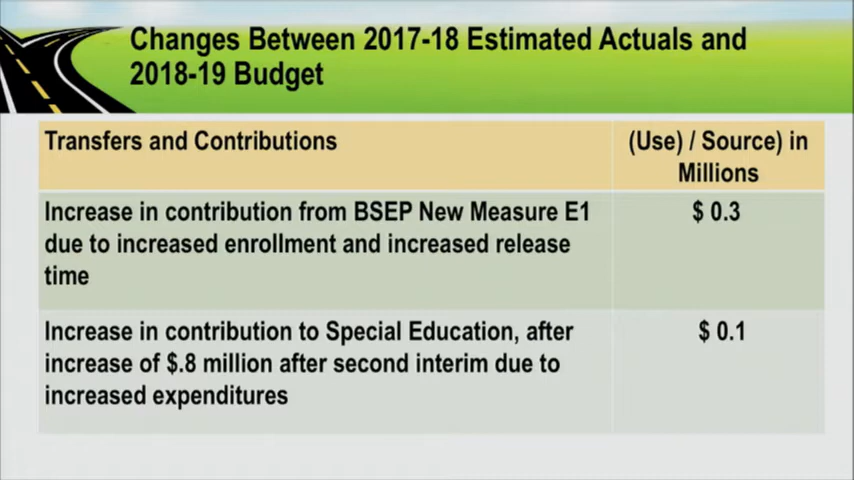 Changes Between 2017-18 Estimated Actuals and
2018-19 Budget
Transfers and Contributions
(Use) / Source) in
Millions
Increase in contribution from BSEP New Measure E1
due to increased enrollment and increased release
time
$ 0.3
Increase in contribution to Special Education, after
increase of $.8 million after second interim due to
increased expenditures
$ 0.1